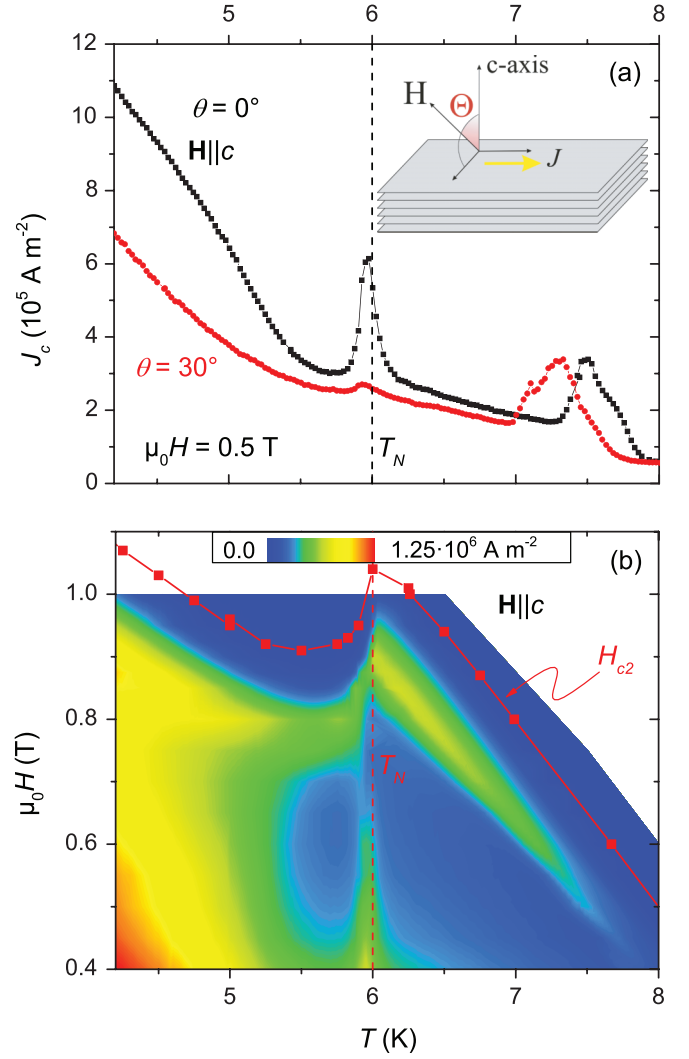 5 6 7 8
12
10
8
6
4
2
0
J_c (10^5 A m^-2)
(a)
θ = 0°
H||c
c-axis
H
Θ
J
θ = 30°
μ_0H = 0.5 T
T_N
0.0 1.25·10^6 A m^-2
(b)
H||c
H_c2
T_N
1.0
0.8
0.6
0.4
μ_0H (T)
5 6 7 8
T (K)